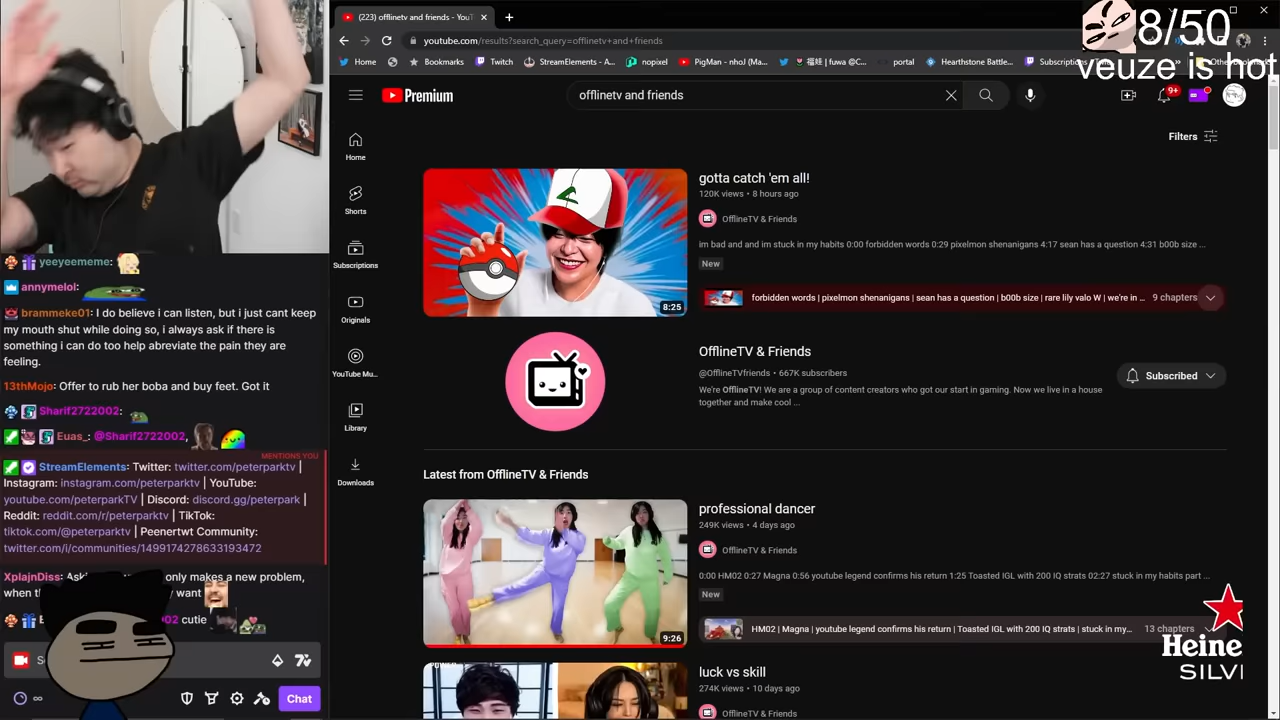 (223) offlinetv and friends - YouT
youtube.com/results?search_query=offlinetv+and+friends
Home
Bookmarks
Twitch
StreamElements - A...
nopixel
PigMan - nhoJ (Ma...
福娃 | fuwa @C...
portal
Hearthstone Battle...
Subscriptions
8/50
veuze is hot
Premium
offlinetv and friends
9+
Home
Shorts
Subscriptions
Originals
YouTube Mu...
Library
Downloads
Filters
gotta catch 'em all!
120K views • 8 hours ago
OfflineTV & Friends
im bad and and im stuck in my habits 0:00 forbidden words 0:29 pixelmon shenanigans 4:17 sean has a question 4:31 b00b size ...
New
forbidden words | pixelmon shenanigans | sean has a question | b00b size | rare lily valo W | we're in ...
9 chapters
8:25
OfflineTV & Friends
@OfflineTVfriends • 667K subscribers
We're OfflineTV! We are a group of content creators who got our start in gaming. Now we live in a house
together and make cool ...
Subscribed
Latest from OfflineTV & Friends
professional dancer
249K views • 4 days ago
OfflineTV & Friends
0:00 HM02 0:27 Magna 0:56 youtube legend confirms his return 1:25 Toasted IGL with 200 IQ strats 02:27 stuck in my habits part ...
New
HM02 | Magna | youtube legend confirms his return | Toasted IGL with 200 IQ strats | stuck in my...
13 chapters
9:26
luck vs skill
274K views • 10 days ago
OfflineTV & Friends
Heine
SILVI
yeeyeememe:
annymelol:
brammeke01: I do believe i can listen, but i just cant keep
my mouth shut while doing so, i always ask if there is
something i can do too help abreviate the pain they are
feeling.
13thMojo: Offer to rub her boba and buy feet. Got it
Sharif2722002:
Euas_: @Sharif2722002,
MENTIONS YOU
StreamElements: Twitter: twitter.com/peterparktv |
Instagram: instagram.com/peterparktv | YouTube:
youtube.com/peterparkTV | Discord: discord.gg/peterpark |
Reddit: reddit.com/r/peterparktv | TikTok:
tiktok.com/@peterparktv | Peenertwt Community:
twitter.com/i/communities/1499174278633193472
XplajnDiss: only makes a new problem,
when want
cutie
Chat